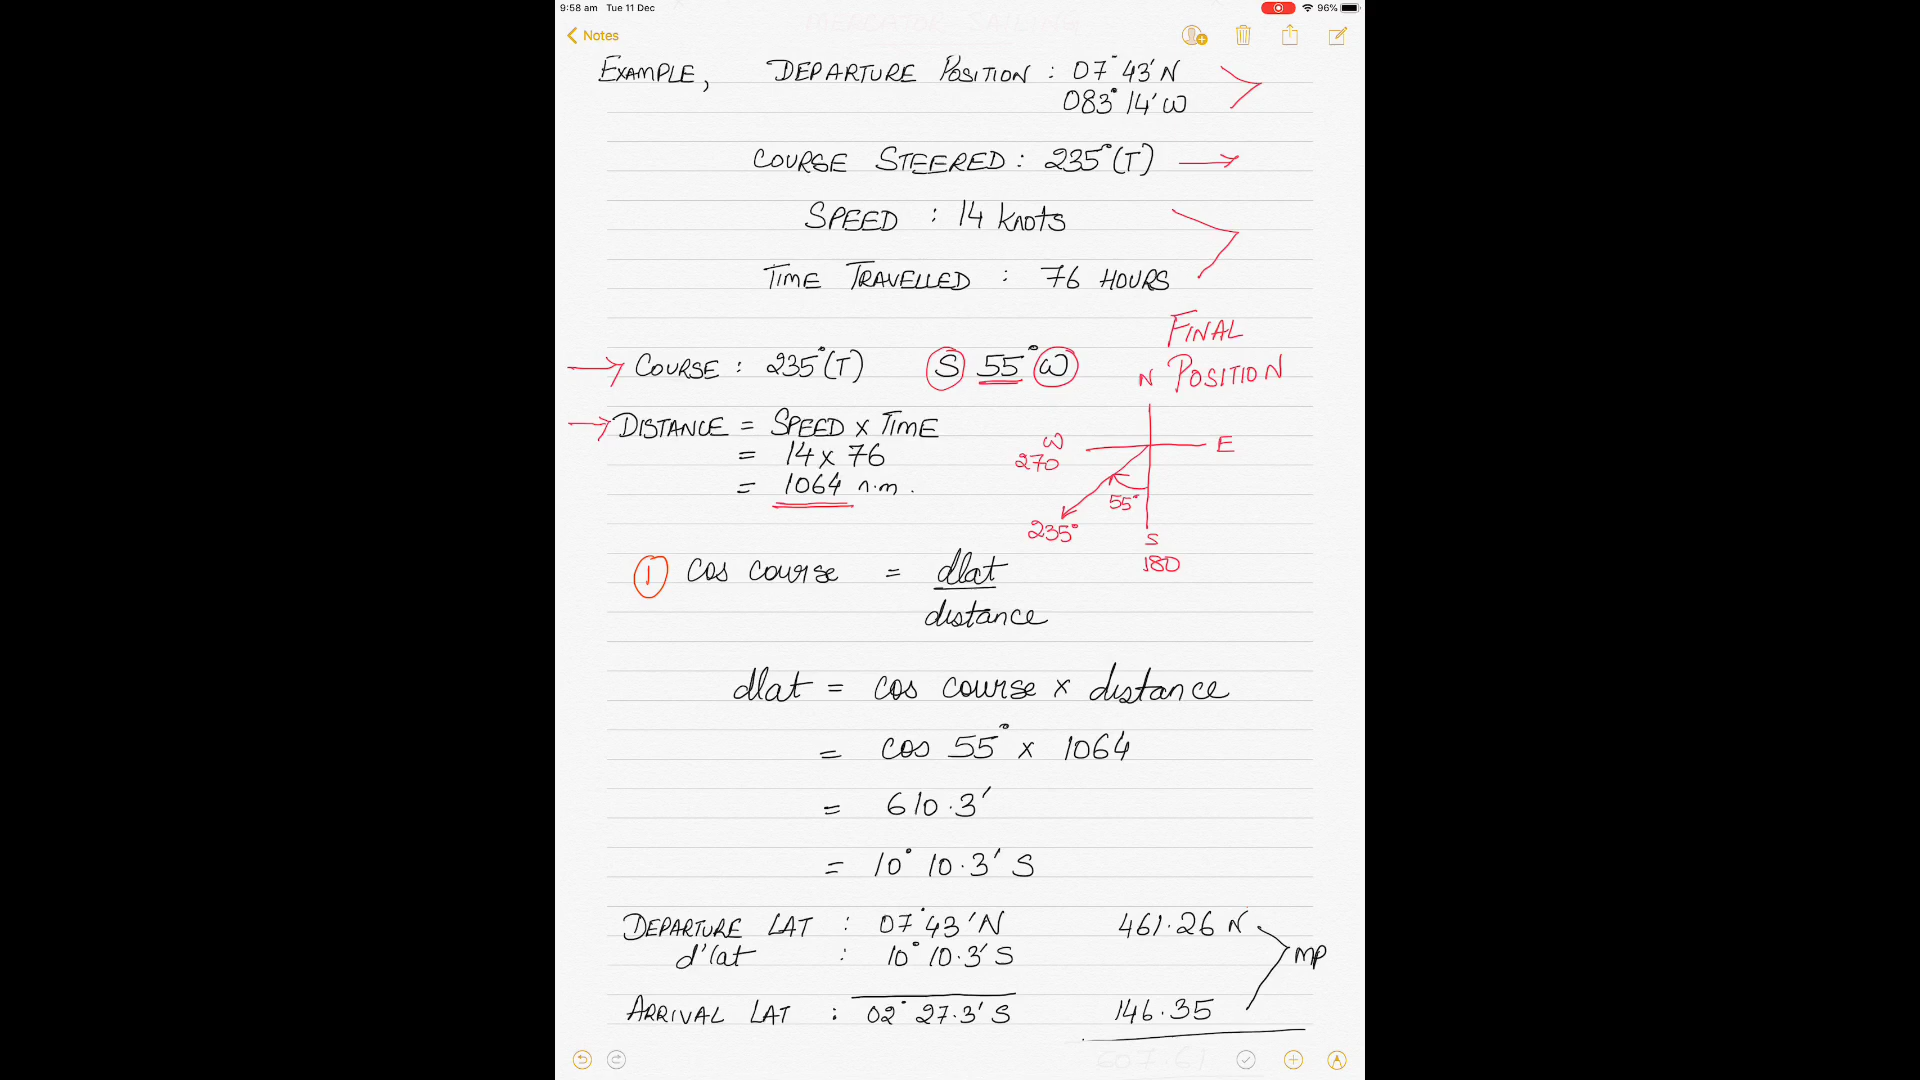 9:58 am Tue 11 Dec
96%
Notes
EXAMPLE, DEPARTURE POSITION : 07° 43' N
083° 14' W
COURSE STEERED : 235° (T)
SPEED : 14 knots
TIME TRAVELLED : 76 HOURS
FINAL
POSITION
COURSE : 235° (T) S 55° W
N
DISTANCE = SPEED x TIME
= 14 x 76
= 1064 n.m.
W
270
E
55°
235°
S
180
1 cos course = dlat
distance
dlat = cos course x distance
= cos 55° x 1064
= 610.3'
= 10° 10.3' S
DEPARTURE LAT : 07° 43' N 461.26 N
d'lat : 10° 10.3' S
MP
ARRIVAL LAT : 02° 27.3' S 146.35
607.61